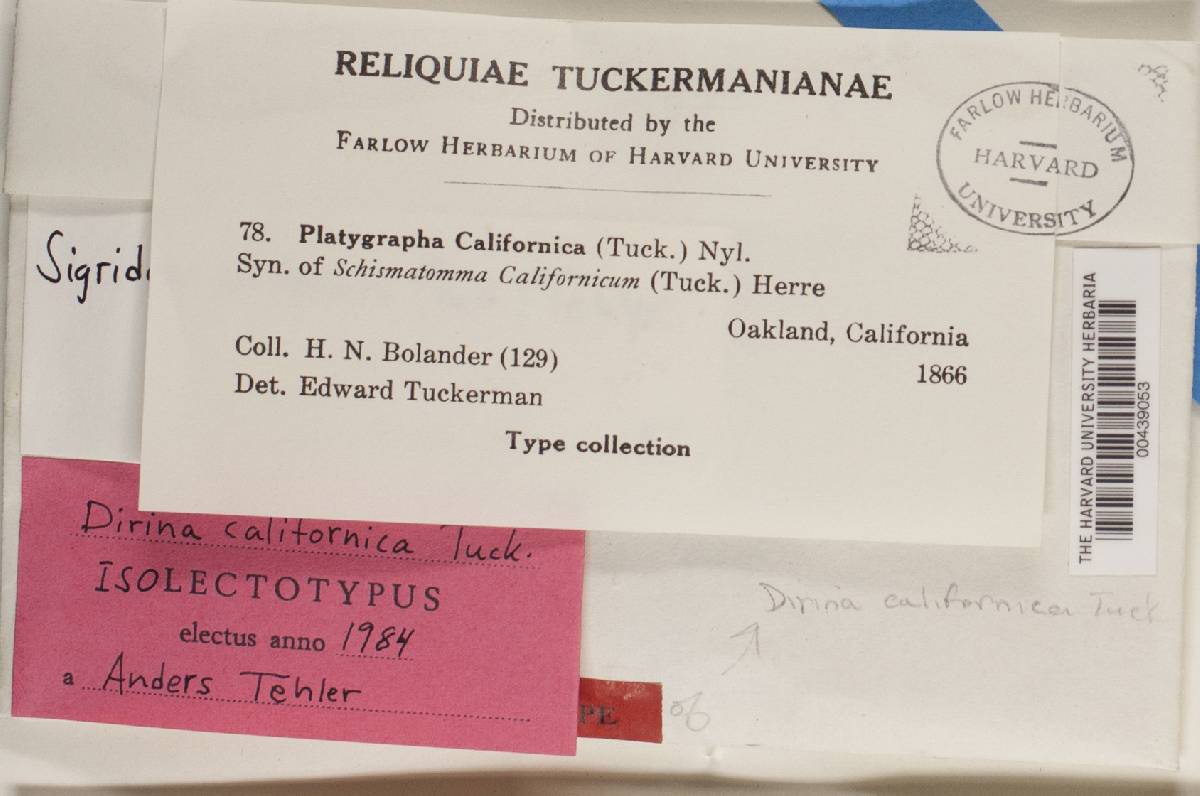 RELIQUIAE TUCKERMANIANAE
Distributed by the
FARLOW HERBARIUM OF HARVARD UNIVERSITY
78. Platygrapha Californica (Tuck.) Nyl.
Syn. of Schismatomma Californicum (Tuck.) Herre
Oakland, California
Coll. H. N. Bolander (129)
1866
Det. Edward Tuckerman
Type collection
FARLOW HERBARIUM
HARVARD
UNIVERSITY
THE HARVARD UNIVERSITY HERBARIA
00439053
Dirina californica Tuck.
ISOLECTOTYPUS
electus anno 1984
a Anders Tehler
Dirina californica Tuck
of
PE